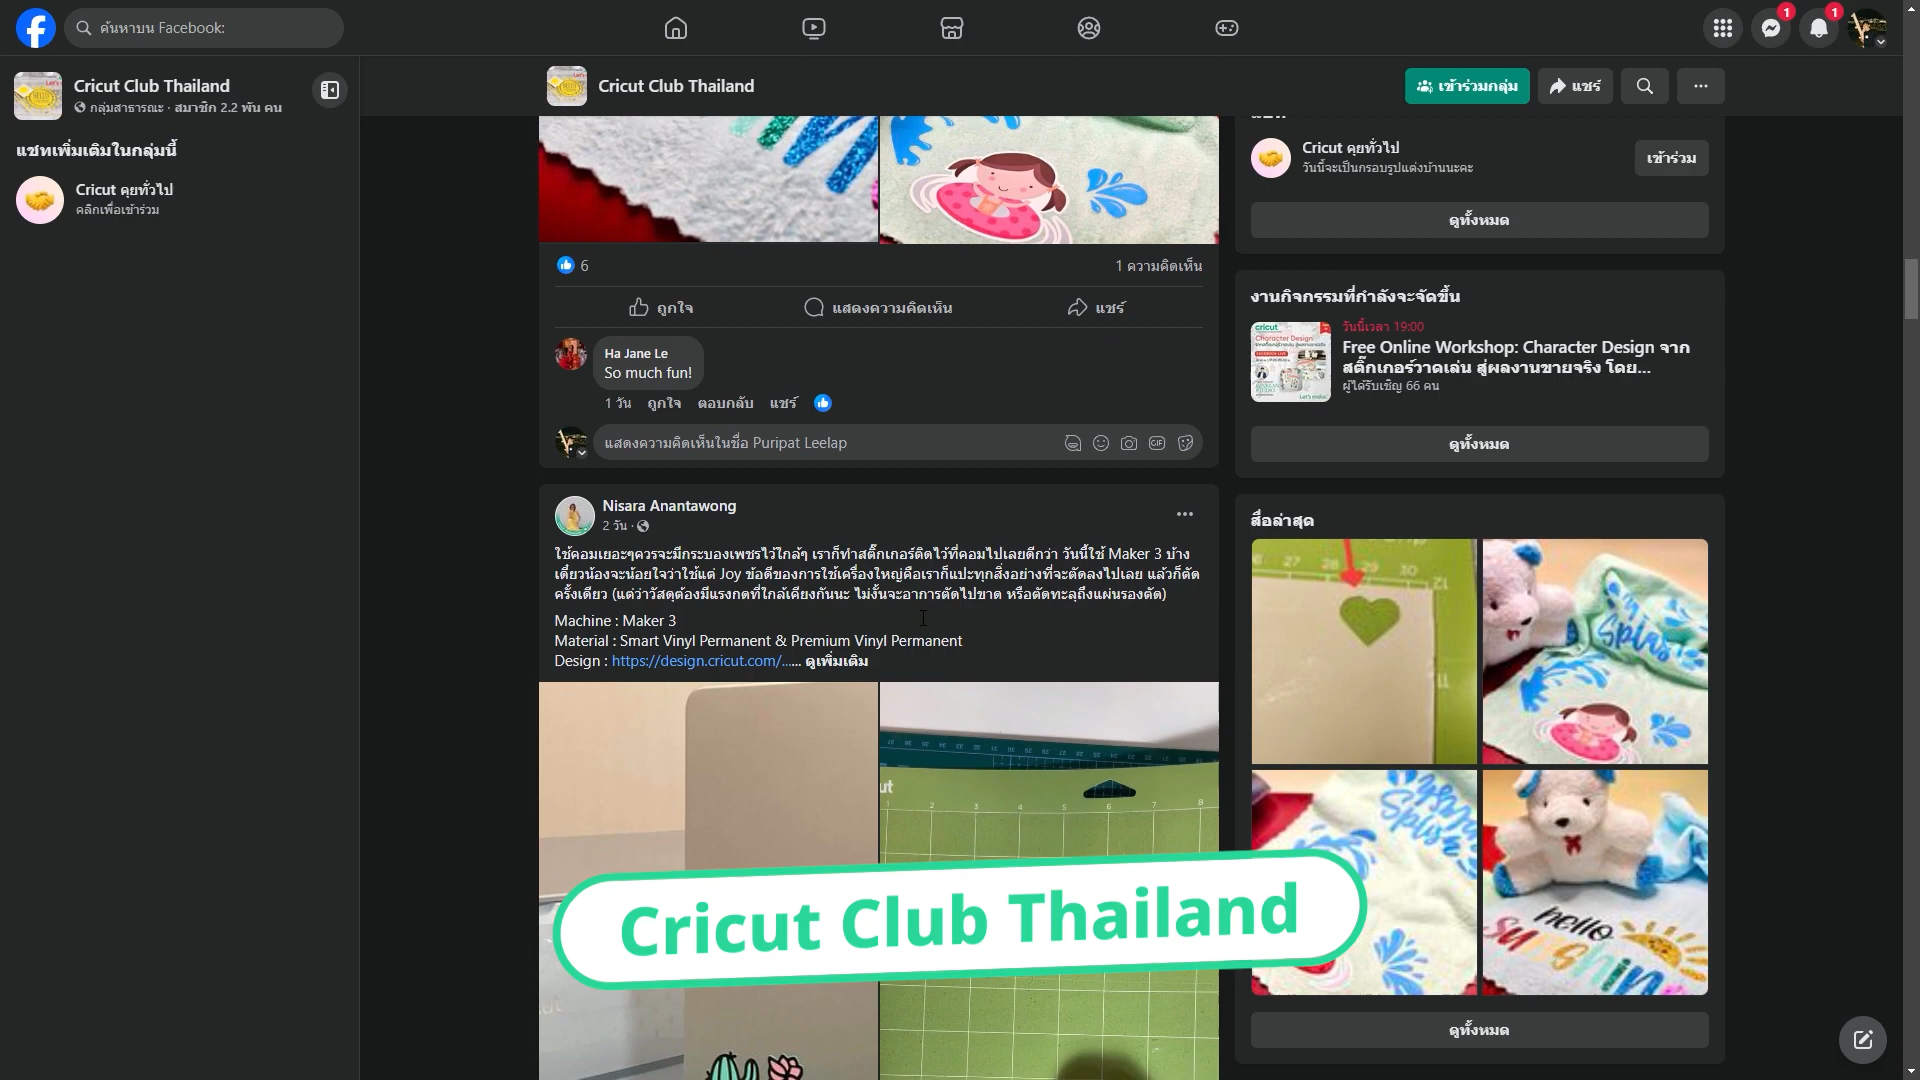 ค้นหาบน Facebook:
1
1
Cricut Club Thailand
กลุ่มสาธารณะ · สมาชิก 2.2 พัน คน
แชทเพิ่มเติมในกลุ่มนี้
Cricut คุยทั่วไป
คลิกเพื่อเข้าร่วม
Cricut Club Thailand
เข้าร่วมกลุ่ม
แชร์
6
1 ความคิดเห็น
ถูกใจ
แสดงความคิดเห็น
แชร์
Ha Jane Le
So much fun!
1 วัน ถูกใจ ตอบกลับ แชร์
แสดงความคิดเห็นในชื่อ Puripat Leelap
GIF
Nisara Anantawong
2 วัน ·
ใช้คอมเยอะๆควรจะมีกระบองเพชรไว้ใกล้ๆ เราก็ทำสติ๊กเกอร์ติดไว้ที่คอมไปเลยดีกว่า วันนี้ใช้ Maker 3 บ้าง
เดี๋ยวน้องจะน้อยใจว่าใช้แต่ Joy ข้อดีของการใช้เครื่องใหญ่คือเราก็แปะทุกสิ่งอย่างที่จะตัดลงไปเลย แล้วก็ตัด
ครั้งเดียว (แต่ว่าวัสดุต้องมีแรงกดที่ใกล้เคียงกันนะ ไม่งั้นจะอาการตัดไปขาด หรือตัดทะลุถึงแผ่นรองตัด)
Machine : Maker 3
Material : Smart Vinyl Permanent & Premium Vinyl Permanent
Design : https://design.cricut.com/...... ดูเพิ่มเติม
1 2 3 4 5 6 7 8
Cricut คุยทั่วไป
วันนี้จะเป็นกรอบรูปแต่งบ้านนะคะ
เข้าร่วม
ดูทั้งหมด
งานกิจกรรมที่กำลังจะจัดขึ้น
cricut
Character Design
Let's make
วันนี้เวลา 19:00
Free Online Workshop: Character Design จาก
สติ๊กเกอร์วาดเล่น สู่ผลงานขายจริง โดย...
ผู้ได้รับเชิญ 66 คน
ดูทั้งหมด
สื่อล่าสุด
27 28 29 30
12
11
Splash
hello
sunshin
ดูทั้งหมด
Cricut Club Thailand